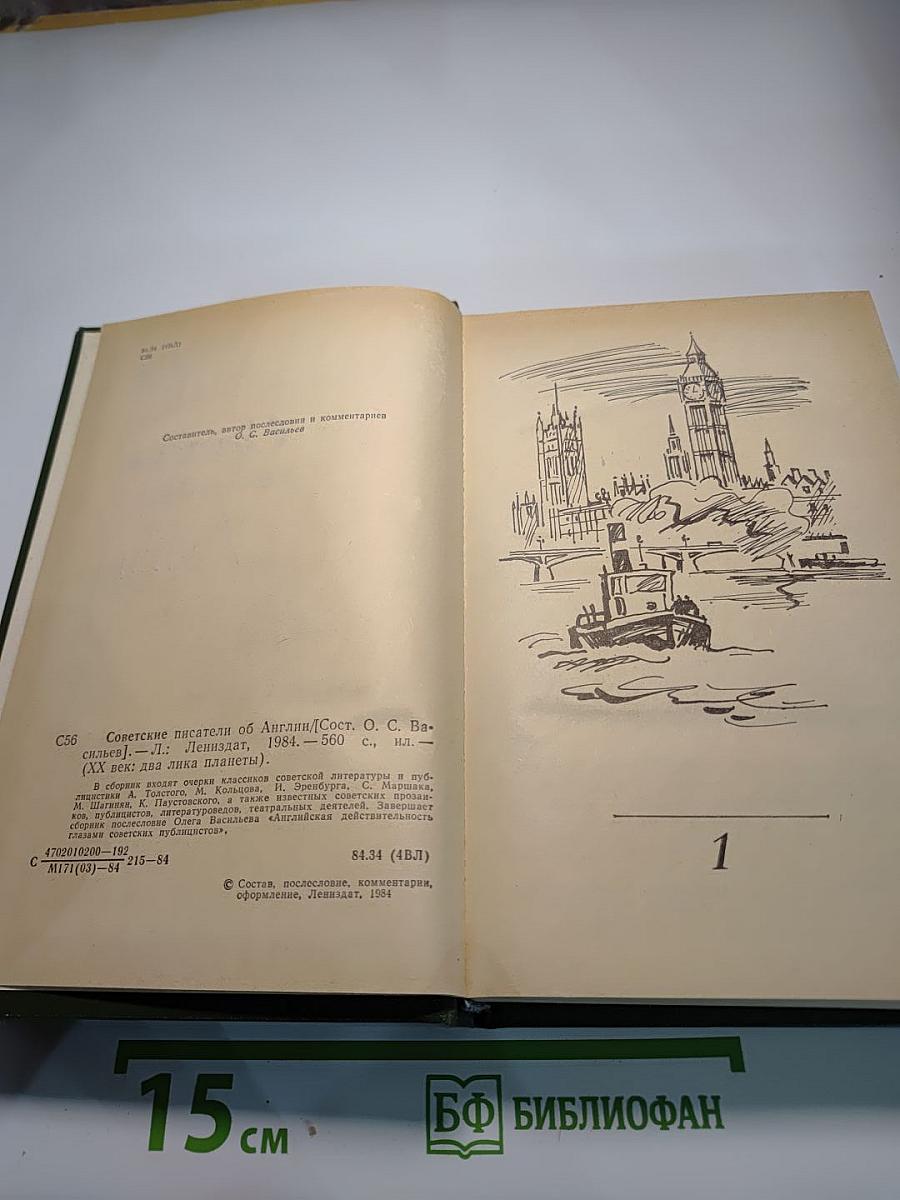 84.34 (4ВЛ)
С56
Составитель, автор послесловия и комментариев
О. С. Васильев
С56 Советские писатели об Англии/[Сост. О. С. Ва-
сильев].— Л.: Лениздат, 1984.— 560 с., ил.—
(XX век: два лика планеты).
В сборник входят очерки классиков советской литературы и пуб-
лицистики А. Толстого, М. Кольцова, И. Эренбурга, С. Маршака,
М. Шагинян, К. Паустовского, а также известных советских прозаи-
ков, публицистов, литературоведов, театральных деятелей. Завершает
сборник послесловие Олега Васильева «Английская действительность
глазами советских публицистов».
С 4702010200—192
М171(03)—84 215—84 84.34 (4ВЛ)
© Состав, послесловие, комментарии,
оформление, Лениздат, 1984
1
15 см
БФ БИБЛИОФАН